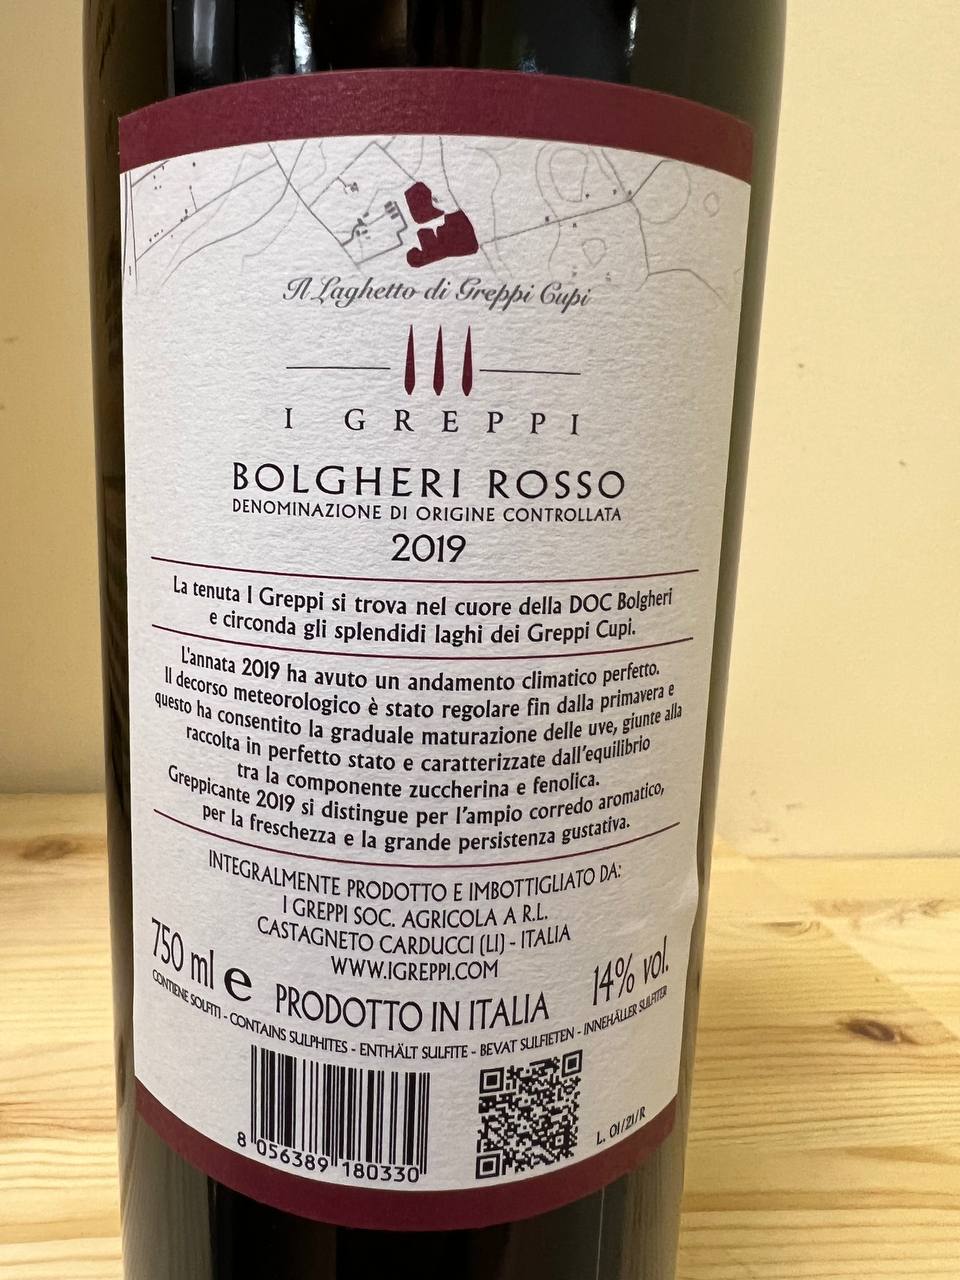 Il Laghetto di Greppi Cupi
I GREPPI
BOLGHERI ROSSO
DENOMINAZIONE DI ORIGINE CONTROLLATA
2019
La tenuta I Greppi si trova nel cuore della DOC Bolgheri
e circonda gli splendidi laghi dei Greppi Cupi.
L'annata 2019 ha avuto un andamento climatico perfetto.
Il decorso meteorologico è stato regolare fin dalla primavera e
questo ha consentito la graduale maturazione delle uve, giunte alla
raccolta in perfetto stato e caratterizzate dall'equilibrio
tra la componente zuccherina e fenolica.
Greppicante 2019 si distingue per l'ampio corredo aromatico,
per la freschezza e la grande persistenza gustativa.
INTEGRALMENTE PRODOTTO E IMBOTTIGLIATO DA:
I GREPPI SOC. AGRICOLA A R.L.
CASTAGNETO CARDUCCI (LI) - ITALIA
WWW.IGREPPI.COM
750 ml e PRODOTTO IN ITALIA 14% vol.
CONTIENE SOLFITI - CONTAINS SULPHITES - ENTHÄLT SULFITE - BEVAT SULFIETEN - INNEHÅLLER SULFITER
8 056389 180330
L. 01/21/R